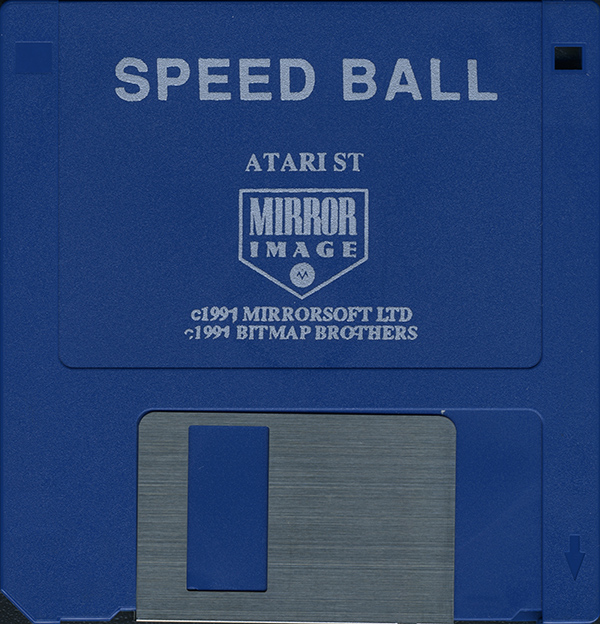 SPEED BALL
ATARI ST
MIRROR
IMAGE
c1991 MIRRORSOFT LTD
c1991 BITMAP BROTHERS